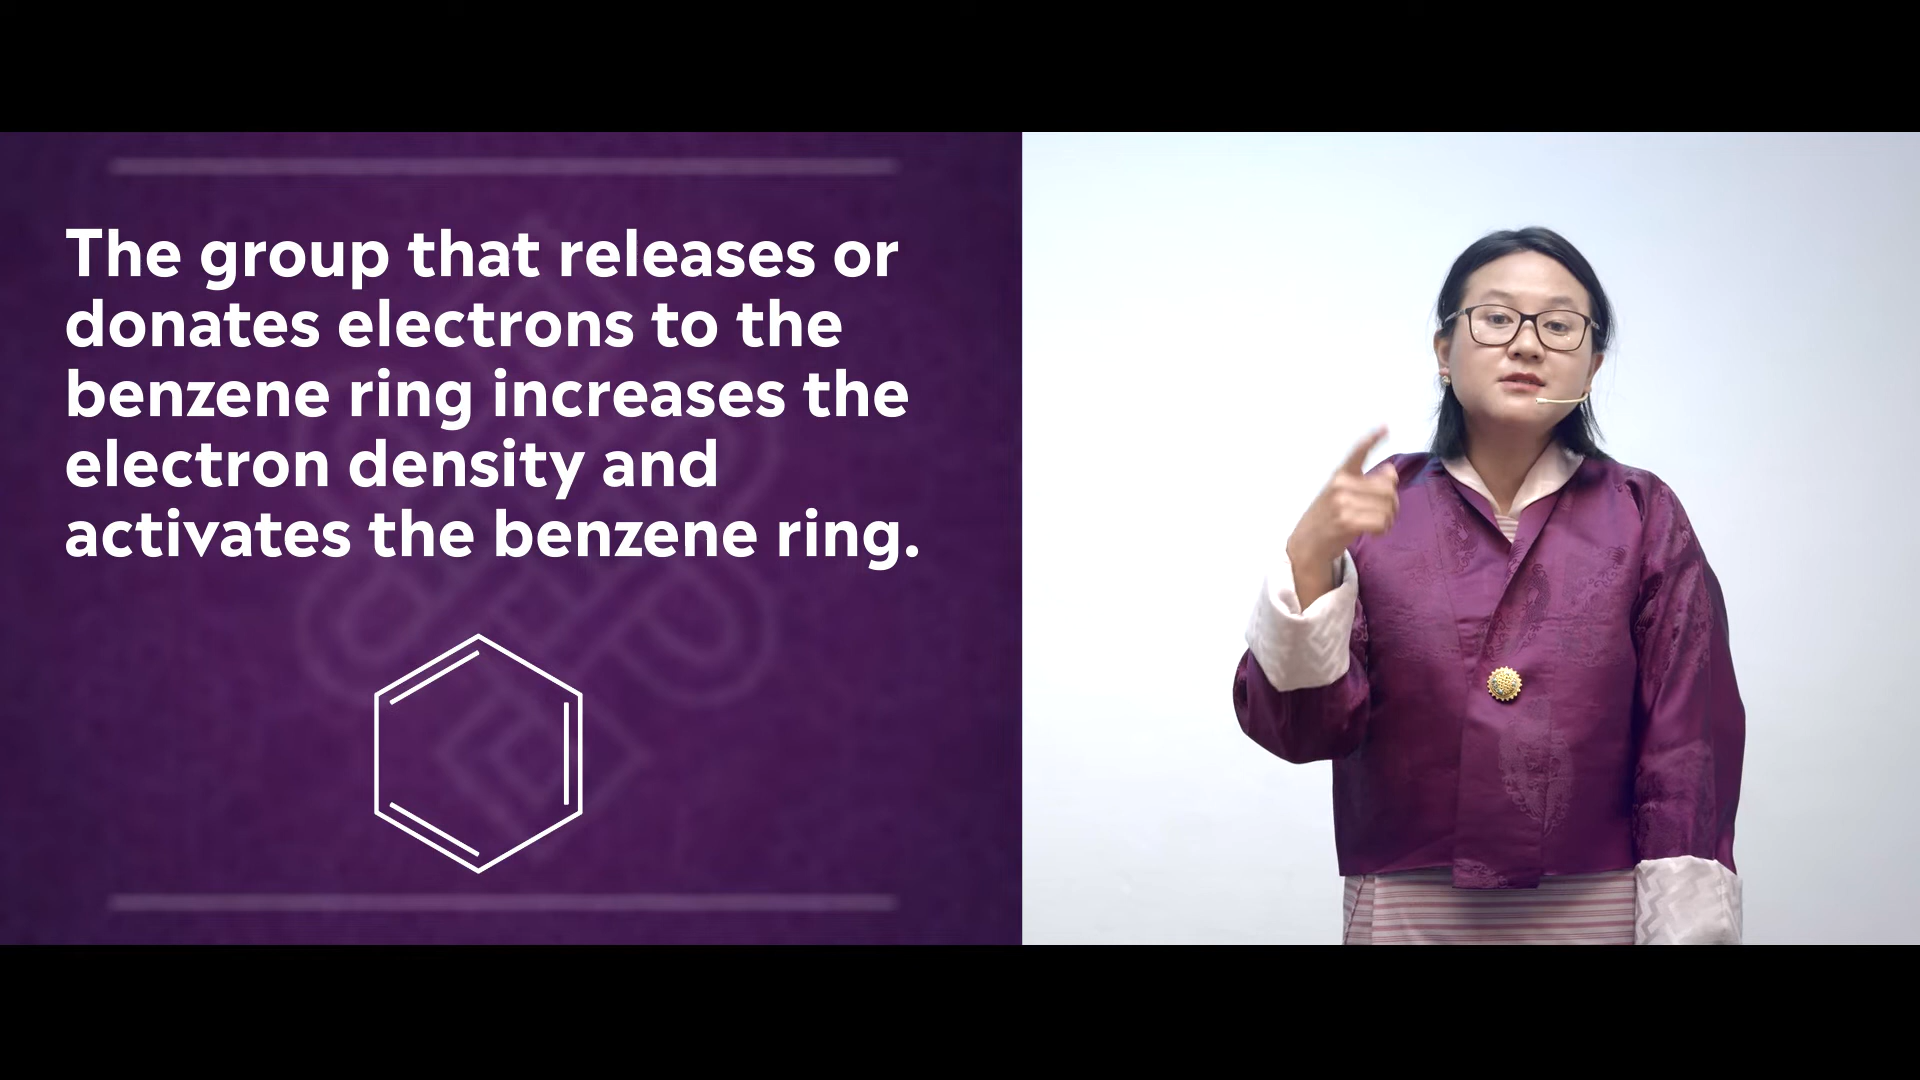 The group that releases or
donates electrons to the
benzene ring increases the
electron density and
activates the benzene ring.